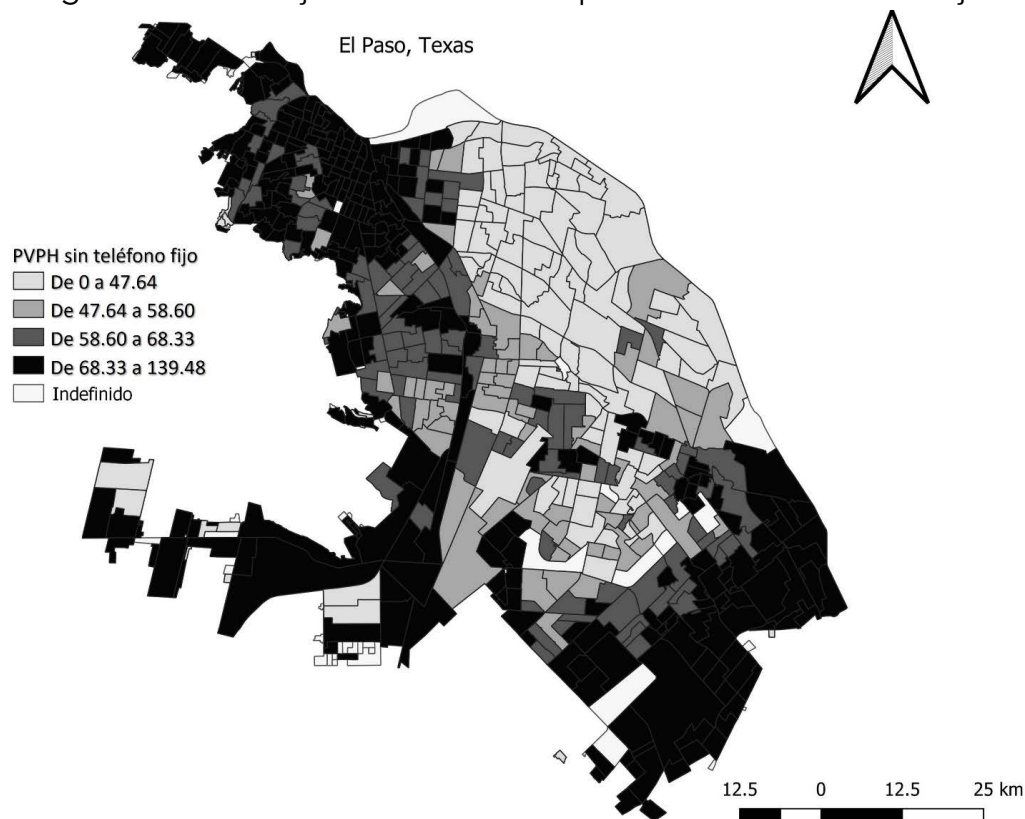 El Paso, Texas
PVPH sin teléfono fijo
De 0 a 47.64
De 47.64 a 58.60
De 58.60 a 68.33
De 68.33 a 139.48
Indefinido
12.5 0 12.5 25 km